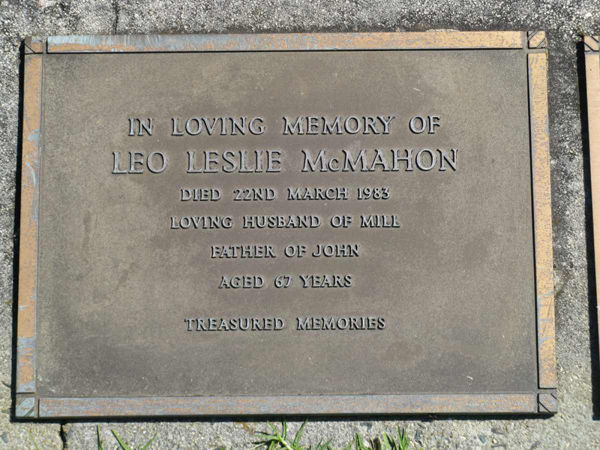 IN LOVING MEMORY OF
LEO LESLIE McMAHON
DIED 22ND MARCH 1983
LOVING HUSBAND OF MILL
FATHER OF JOHN
AGED 67 YEARS
TREASURED MEMORIES